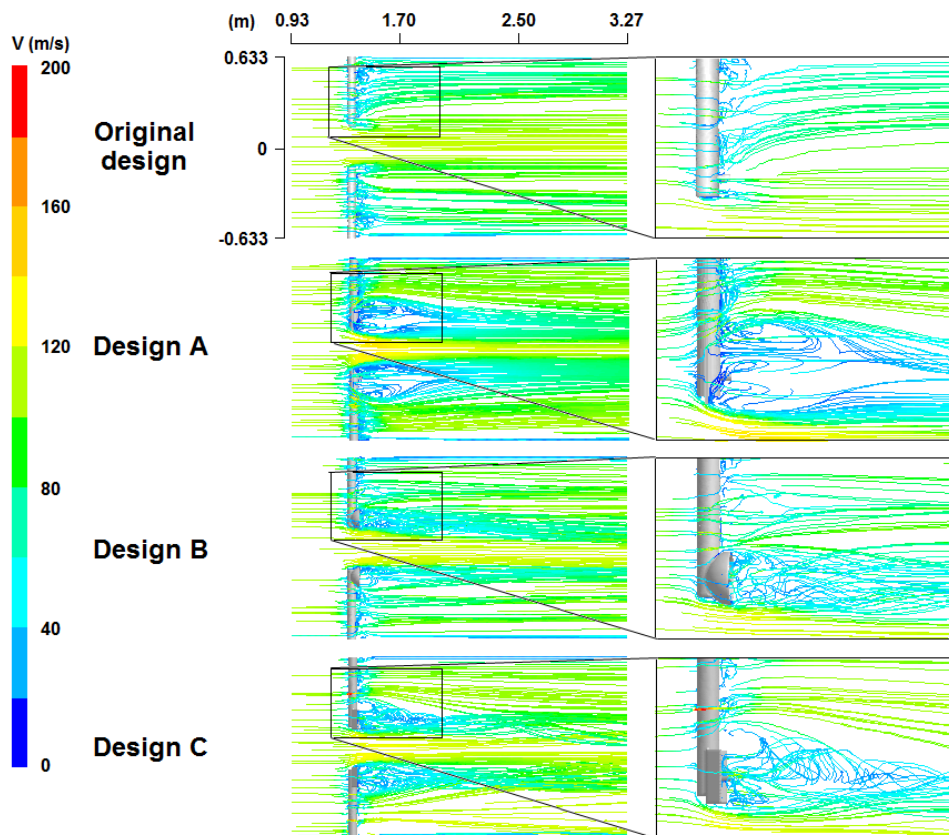 (m) 0.93 1.70 2.50 3.27
V (m/s)
200
160
120
80
40
0
0.633
0
-0.633
Original
design
Design A
Design B
Design C